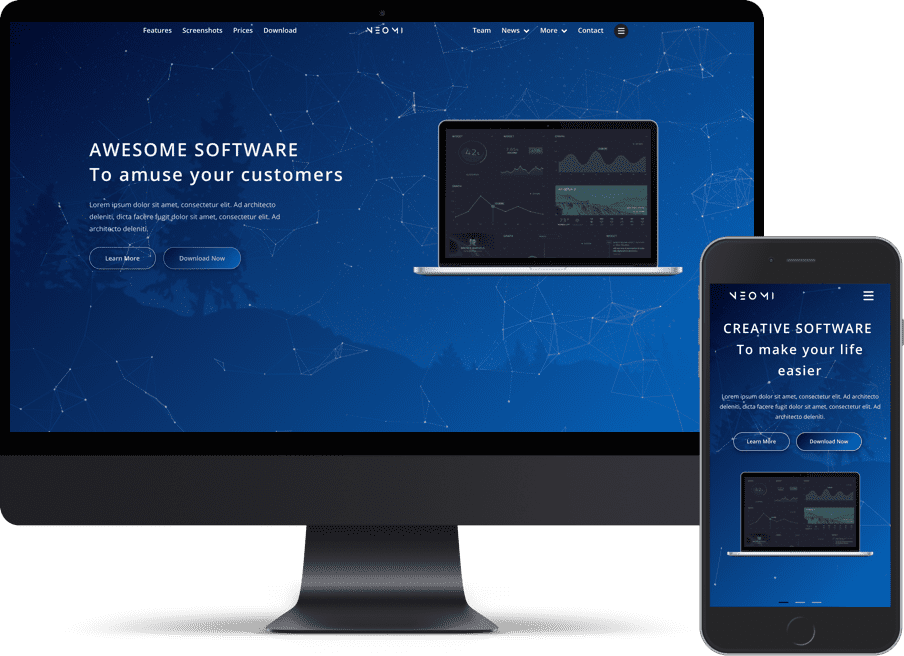 Features Screenshots Prices Download NEOMI Team News More Contact
AWESOME SOFTWARE
To amuse your customers
Lorem ipsum dolor sit amet, consectetur elit. Ad architecto
deleniti, dicta facere fugit dolor sit amet, consectetur elit. Ad
architecto deleniti.
Learn More Download Now
NEOMI
CREATIVE SOFTWARE
To make your life
easier
Lorem ipsum dolor sit amet, consectetur elit. Ad architecto
deleniti, dicta facere fugit dolor sit amet, consectetur elit. Ad
architecto deleniti.
Learn More Download Now